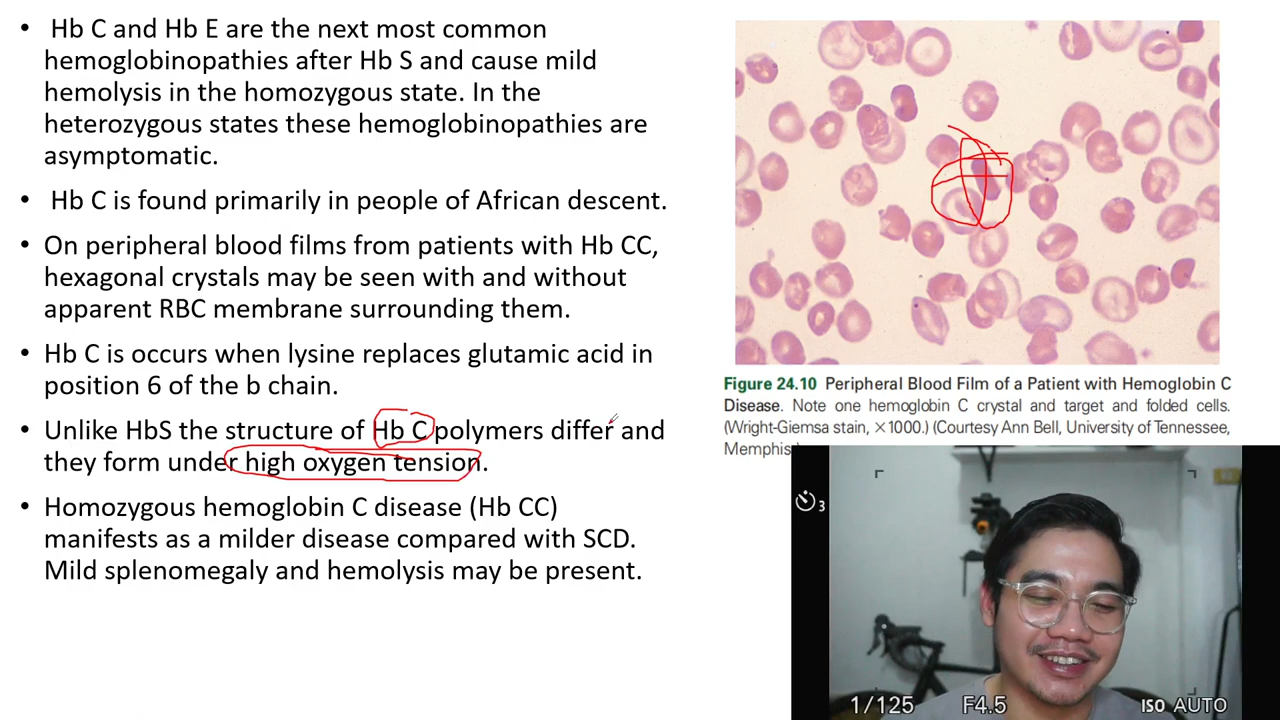 • Hb C and Hb E are the next most common
hemoglobinopathies after Hb S and cause mild
hemolysis in the homozygous state. In the
heterozygous states these hemoglobinopathies are
asymptomatic.
• Hb C is found primarily in people of African descent.
• On peripheral blood films from patients with Hb CC,
hexagonal crystals may be seen with and without
apparent RBC membrane surrounding them.
• Hb C is occurs when lysine replaces glutamic acid in
position 6 of the b chain.
• Unlike HbS the structure of Hb C polymers differ and
they form under high oxygen tension.
• Homozygous hemoglobin C disease (Hb CC)
manifests as a milder disease compared with SCD.
Mild splenomegaly and hemolysis may be present.
Figure 24.10 Peripheral Blood Film of a Patient with Hemoglobin C
Disease. Note one hemoglobin C crystal and target and folded cells.
(Wright-Giemsa stain, ×1000.) (Courtesy Ann Bell, University of Tennessee,
Memphis
3
1/125 F4.5 ISO AUTO